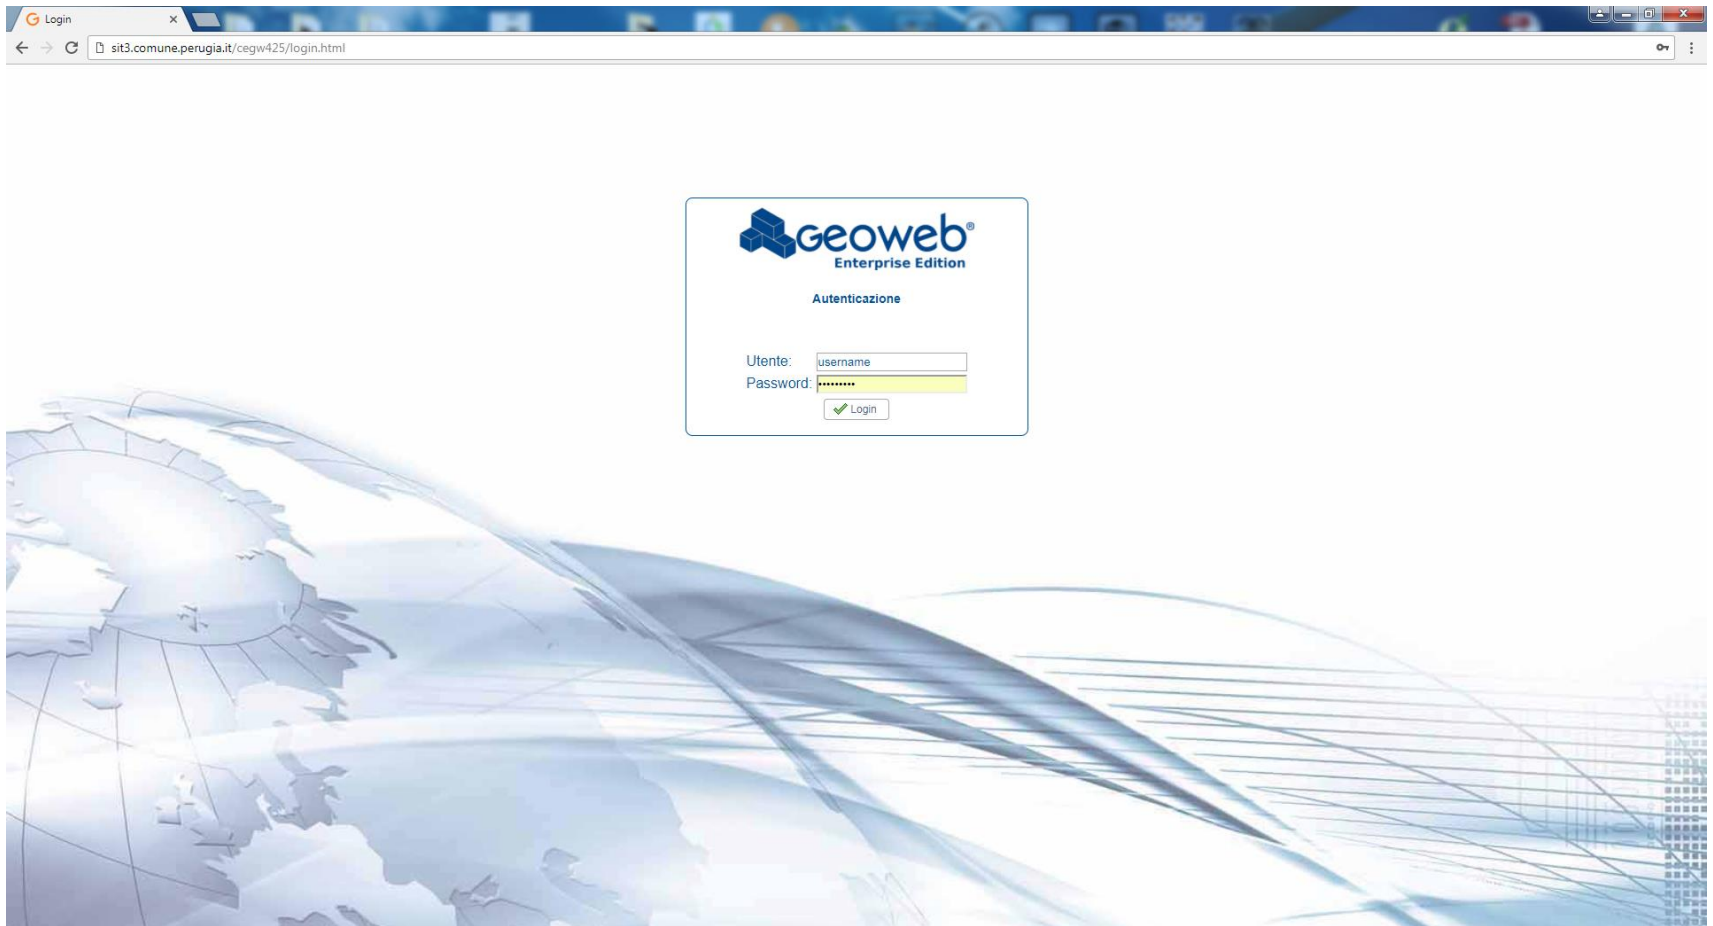 Login
sit3.comune.perugia.it/cegw425/login.html
Geoweb®
Enterprise Edition
Autenticazione
Utente: username
Password: •••••••••
Login